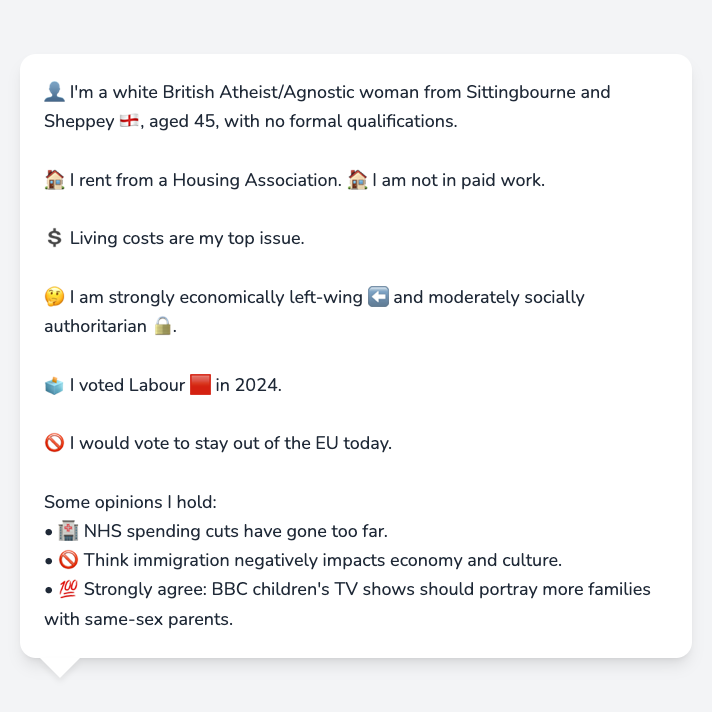 👤 I'm a white British Atheist/Agnostic woman from Sittingbourne and
Sheppey 🏴󠁧󠁢󠁥󠁮󠁧󠁿, aged 45, with no formal qualifications.
🏠 I rent from a Housing Association. 🏠 I am not in paid work.
💲 Living costs are my top issue.
🤔 I am strongly economically left-wing ⬅️ and moderately socially
authoritarian 🔒.
🗳️ I voted Labour 🟥 in 2024.
🚫 I would vote to stay out of the EU today.
Some opinions I hold:
• 🏥 NHS spending cuts have gone too far.
• 🚫 Think immigration negatively impacts economy and culture.
• 💯 Strongly agree: BBC children's TV shows should portray more families
with same-sex parents.